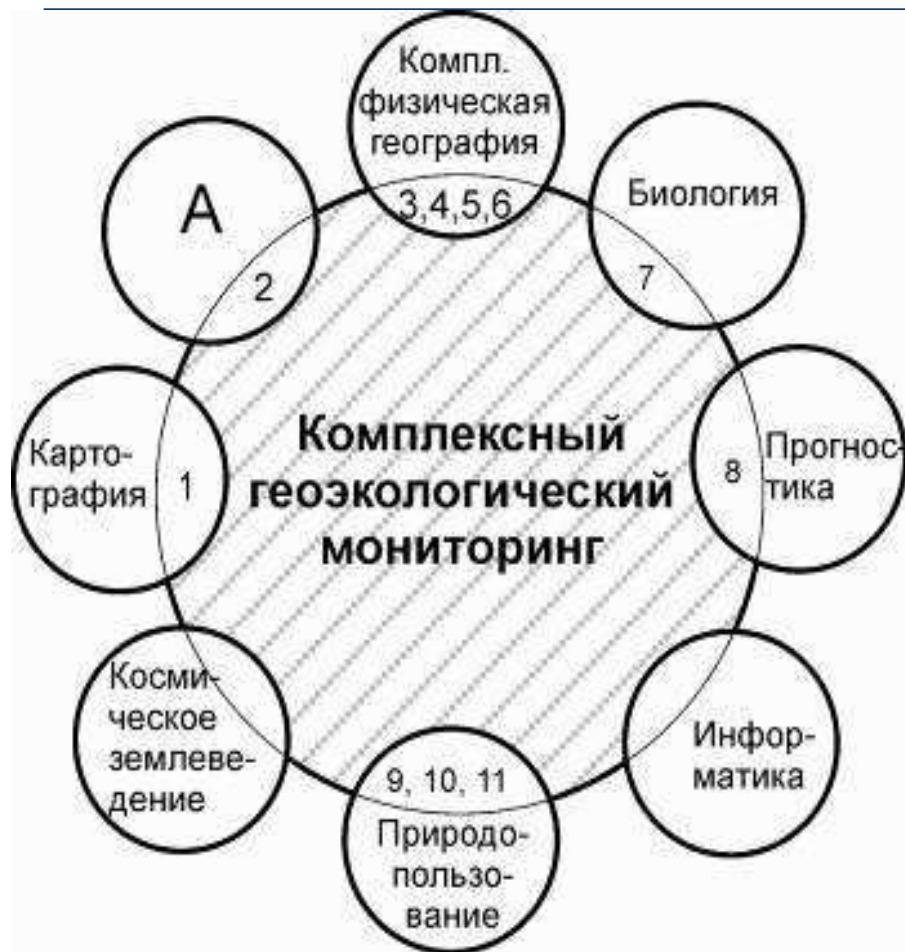 Компл.
физическая
география
3,4,5,6
А
2
Биология
7
Карто-
графия
1
Комплексный
геоэкологический
мониторинг
8
Прогнос-
тика
Косми-
ческое
землеве-
дение
9, 10, 11
Природо-
пользо-
вание
Инфор-
матика